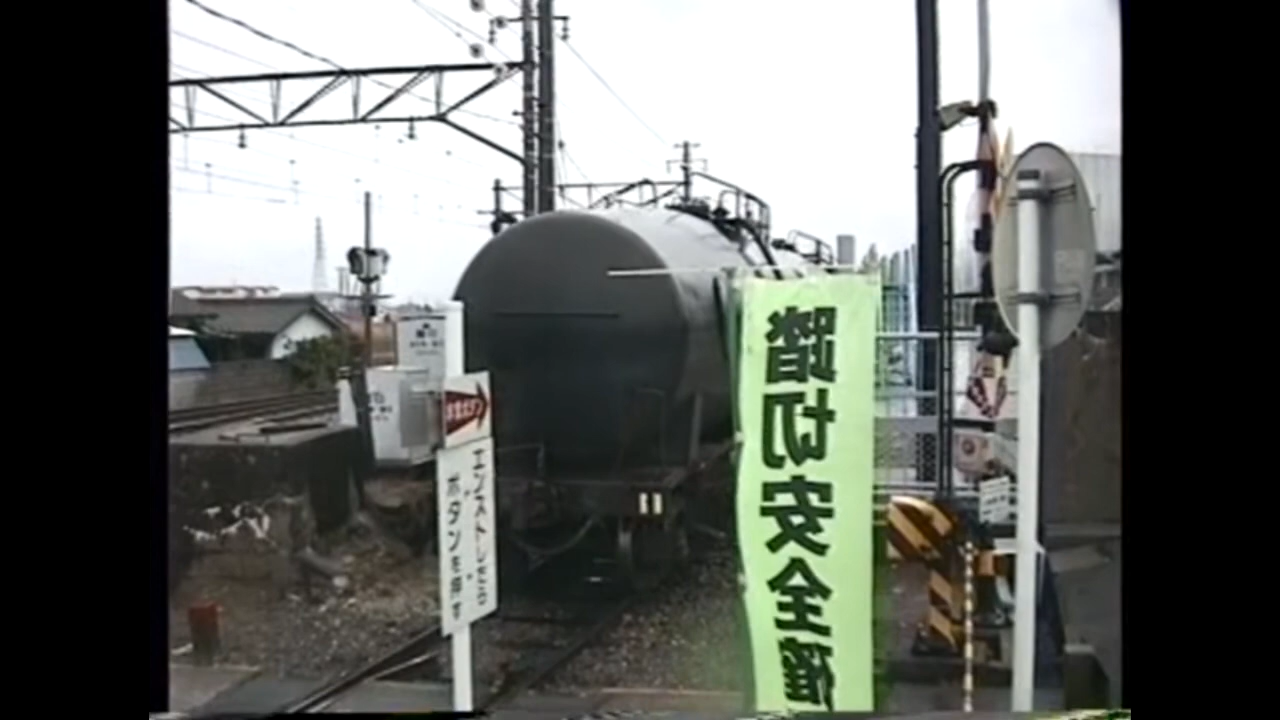 非常ボタン
エンストしたら
ボタンを押す
踏切安全確